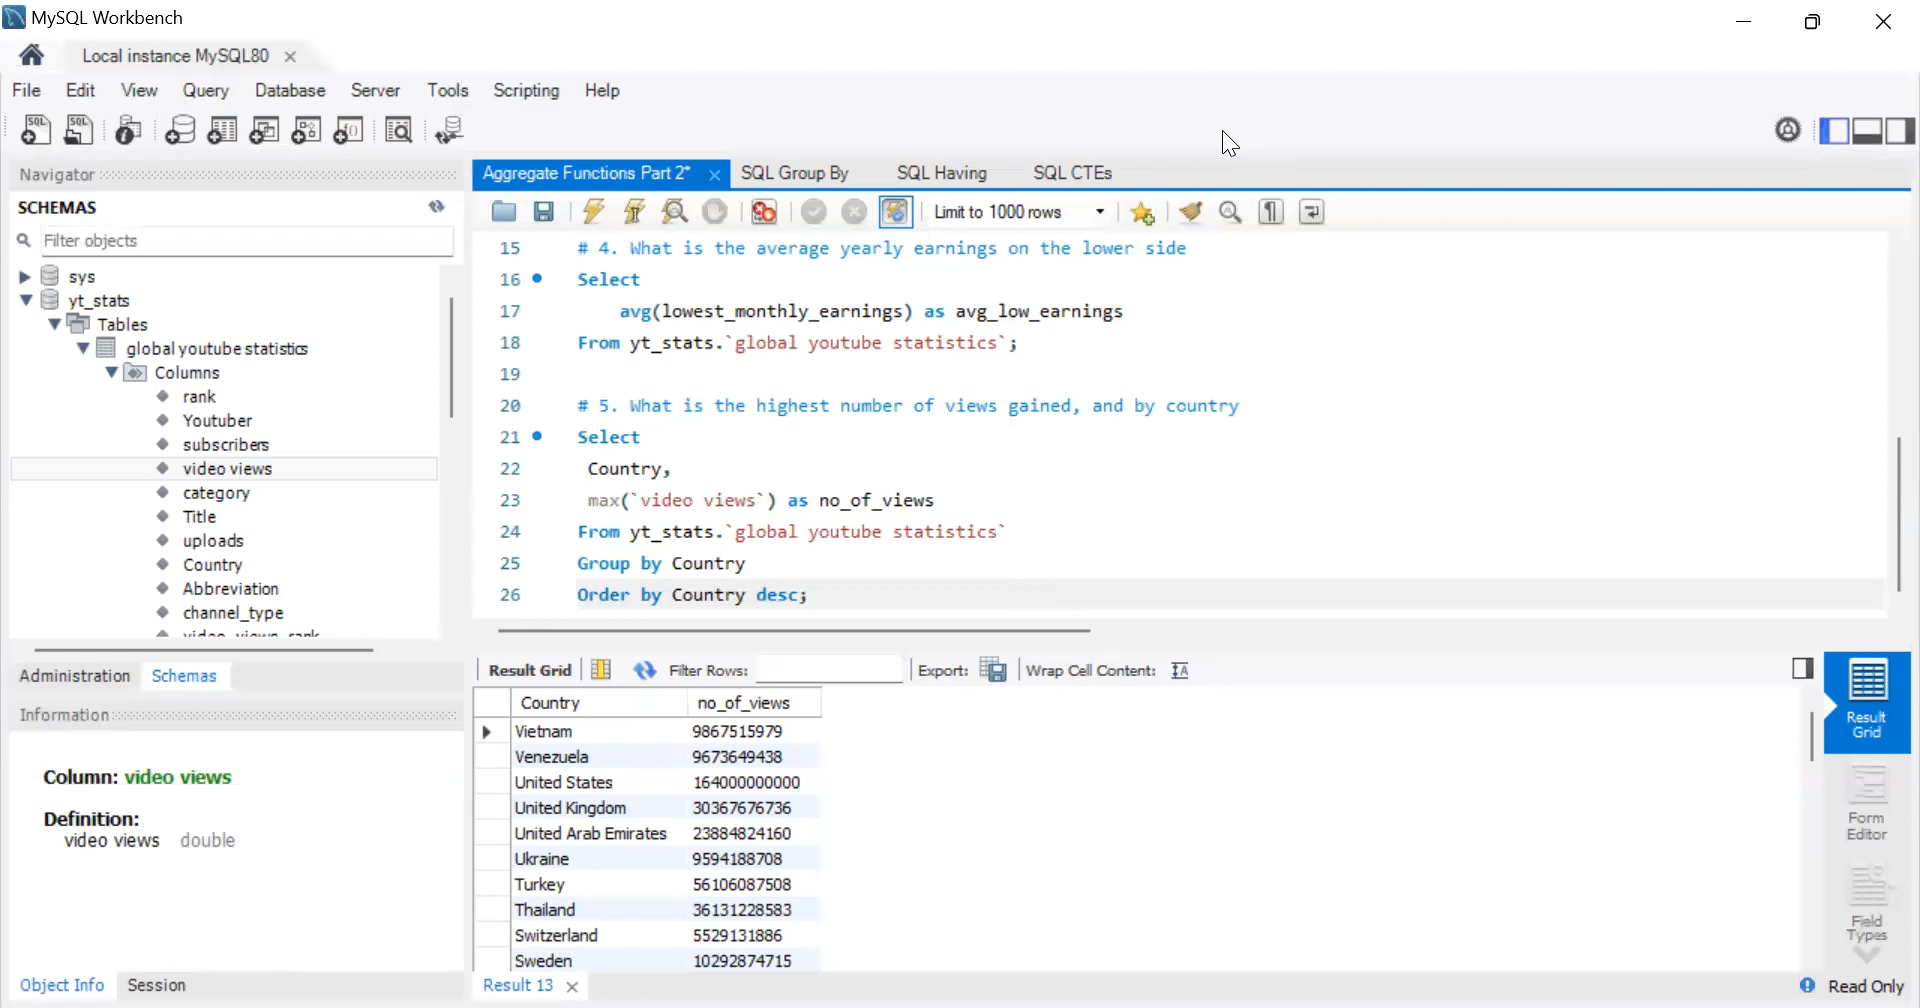 MySQL Workbench
Local instance MySQL80
File Edit View Query Database Server Tools Scripting Help
Navigator
SCHEMAS
Filter objects
sys
yt_stats
Tables
global youtube statistics
Columns
rank
Youtuber
subscribers
video views
category
Title
uploads
Country
Abbreviation
channel_type
video_views_rank
Administration Schemas
Information
Column: video views
Definition:
video views double
Object Info Session
Aggregate Functions Part 2* SQL Group By SQL Having SQL CTEs
Limit to 1000 rows
15 # 4. What is the average yearly earnings on the lower side
16 Select
17 avg(lowest_monthly_earnings) as avg_low_earnings
18 From yt_stats.`global youtube statistics`;
19
20 # 5. What is the highest number of views gained, and by country
21 Select
22 Country,
23 max(`video views`) as no_of_views
24 From yt_stats.`global youtube statistics`
25 Group by Country
26 Order by Country desc;
Result Grid Filter Rows: Export: Wrap Cell Content:
Country no_of_views
Vietnam 9867515979
Venezuela 9673649438
United States 164000000000
United Kingdom 30367676736
United Arab Emirates 23884824160
Ukraine 9594188708
Turkey 56106087508
Thailand 36131228583
Switzerland 5529131886
Sweden 10292874715
Result
Grid
Form
Editor
Field
Types
Result 13
Read Only